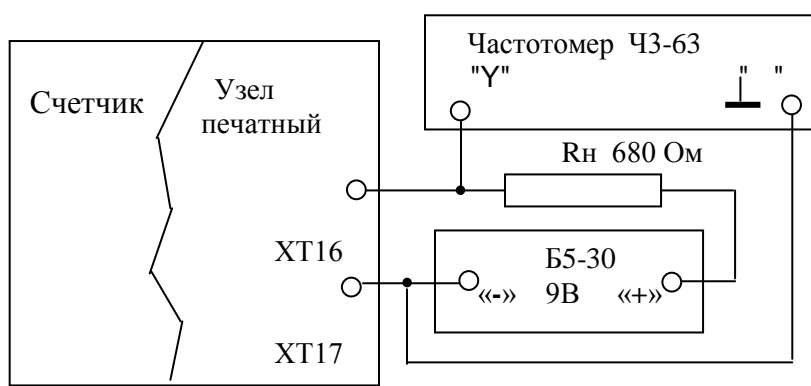 Частотомер Ч3-63
"Y"
" "
Счетчик
Узел
печатный
Rн 680 Ом
XT16
Б5-30
«-» 9В «+»
XT17